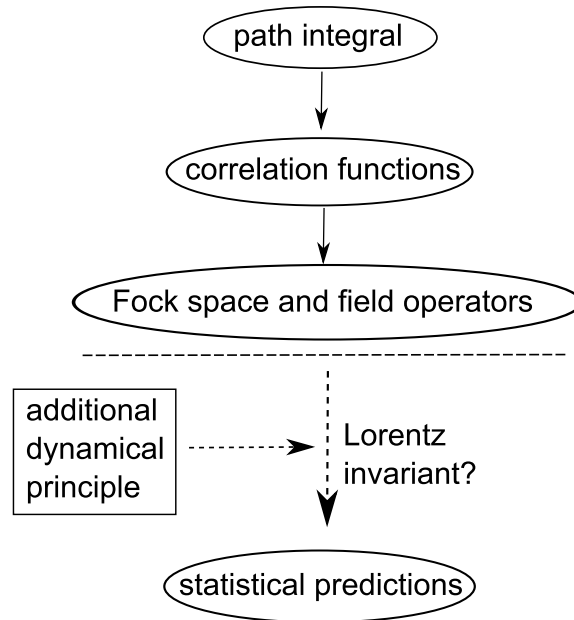 path integral
correlation functions
Fock space and field operators
additional
dynamical
principle
Lorentz
invariant?
statistical predictions